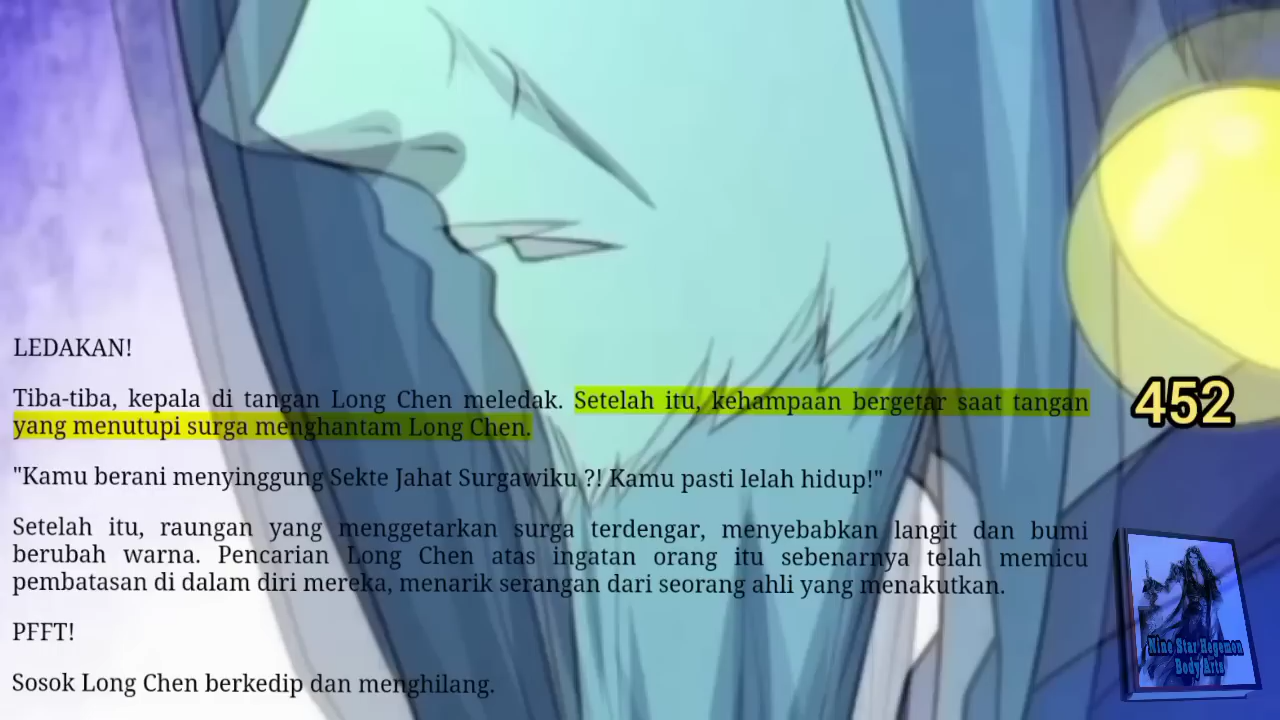 LEDAKAN!
Tiba-tiba, kepala di tangan Long Chen meledak. Setelah itu, kehampaan bergetar saat tangan
yang menutupi surga menghantam Long Chen.
452
"Kamu berani menyinggung Sekte Jahat Surgawiku ?! Kamu pasti lelah hidup!"
Setelah itu, raungan yang menggetarkan surga terdengar, menyebabkan langit dan bumi
berubah warna. Pencarian Long Chen atas ingatan orang itu sebenarnya telah memicu
pembatasan di dalam diri mereka, menarik serangan dari seorang ahli yang menakutkan.
PFFT!
Sosok Long Chen berkedip dan menghilang.
Nine Star Hegemon
Body Arts